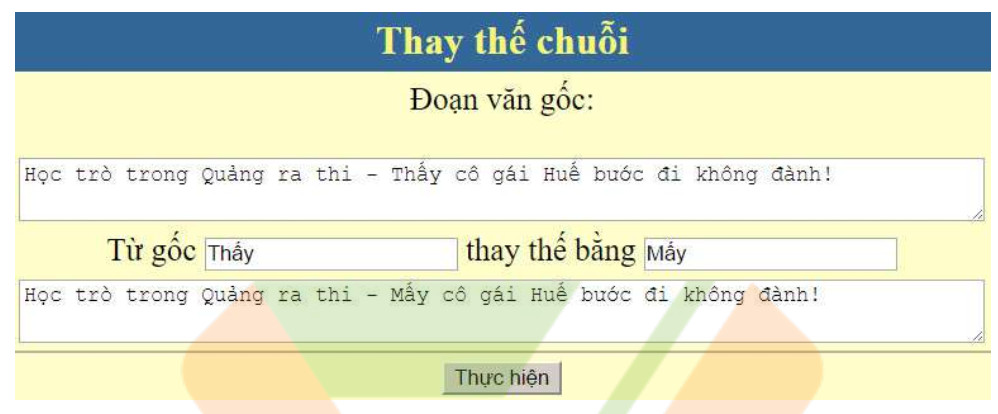 Thay thế chuỗi
Đoạn văn gốc:
Học trò trong Quảng ra thi - Thấy cô gái Huế bước đi không đành!
Từ gốc Thấy thay thế bằng Mấy
Học trò trong Quảng ra thi - Mấy cô gái Huế bước đi không đành!
Thực hiện